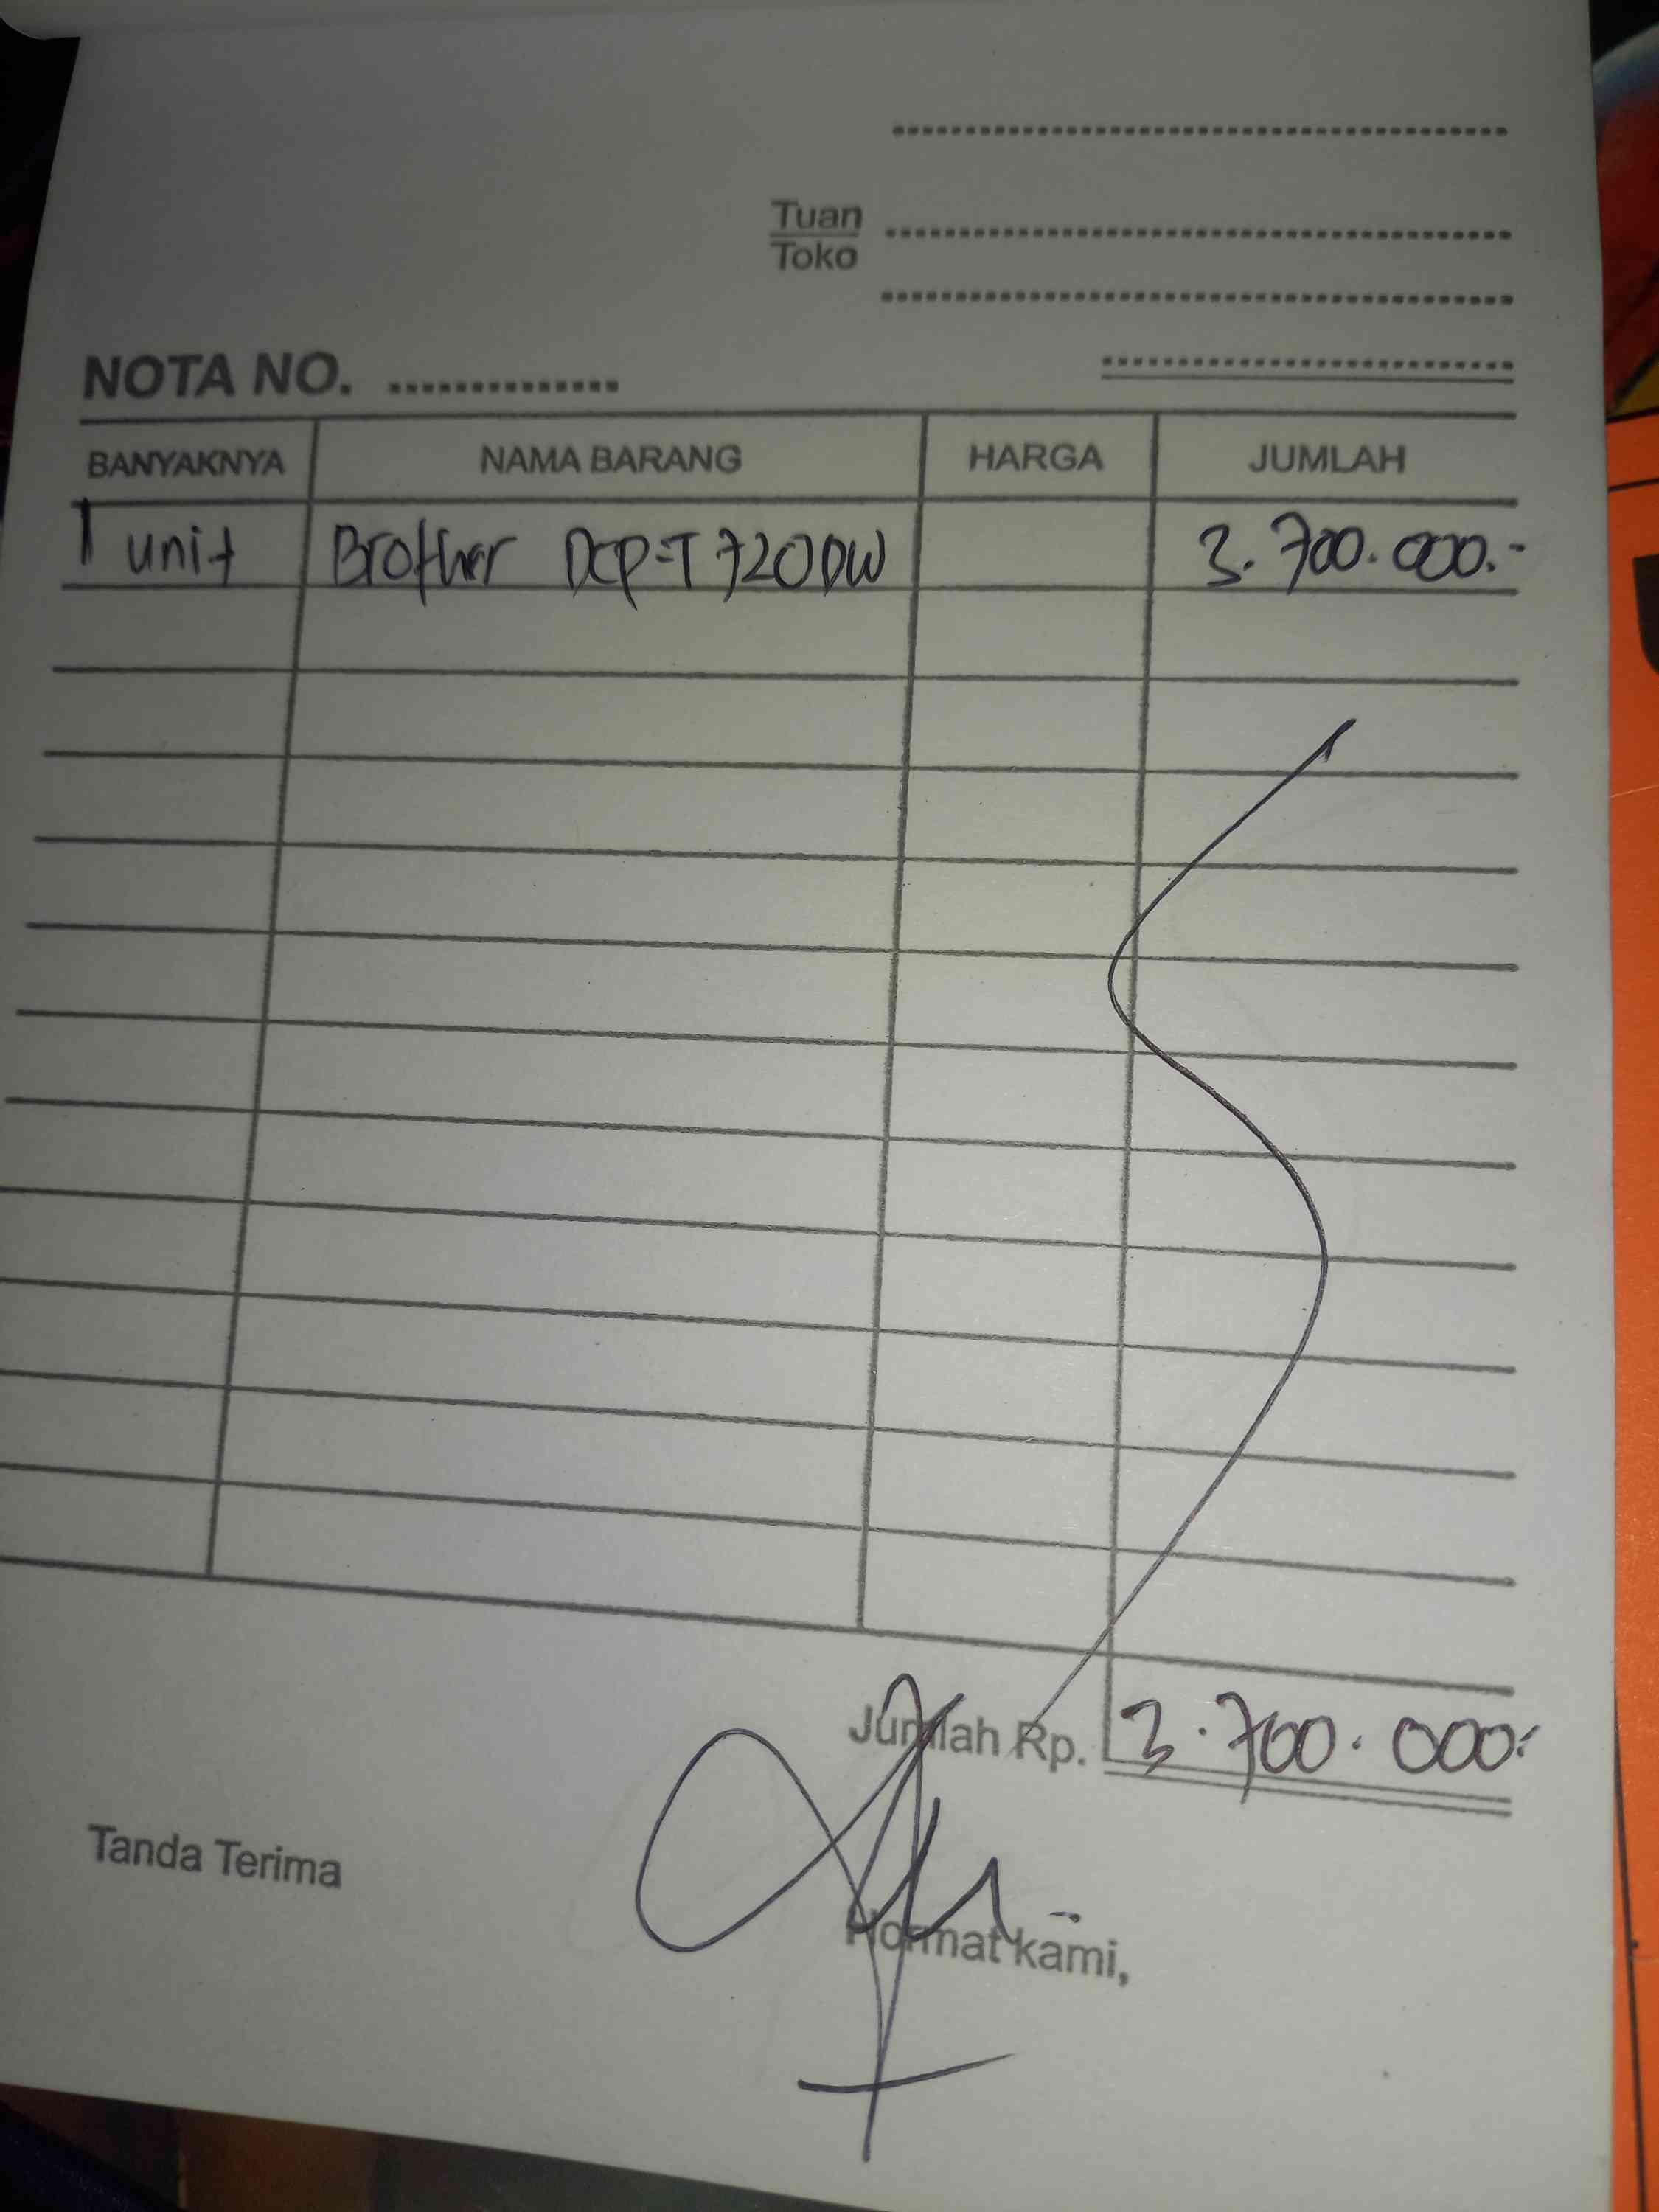 Tuan
Toko
NOTA NO. ..............
BANYAKNYA NAMA BARANG HARGA JUMLAH
1 unit Brother DCP-T720DW 3.700.000.-
Jumlah Rp. 3.700.000.-
Tanda Terima
Hormat kami,